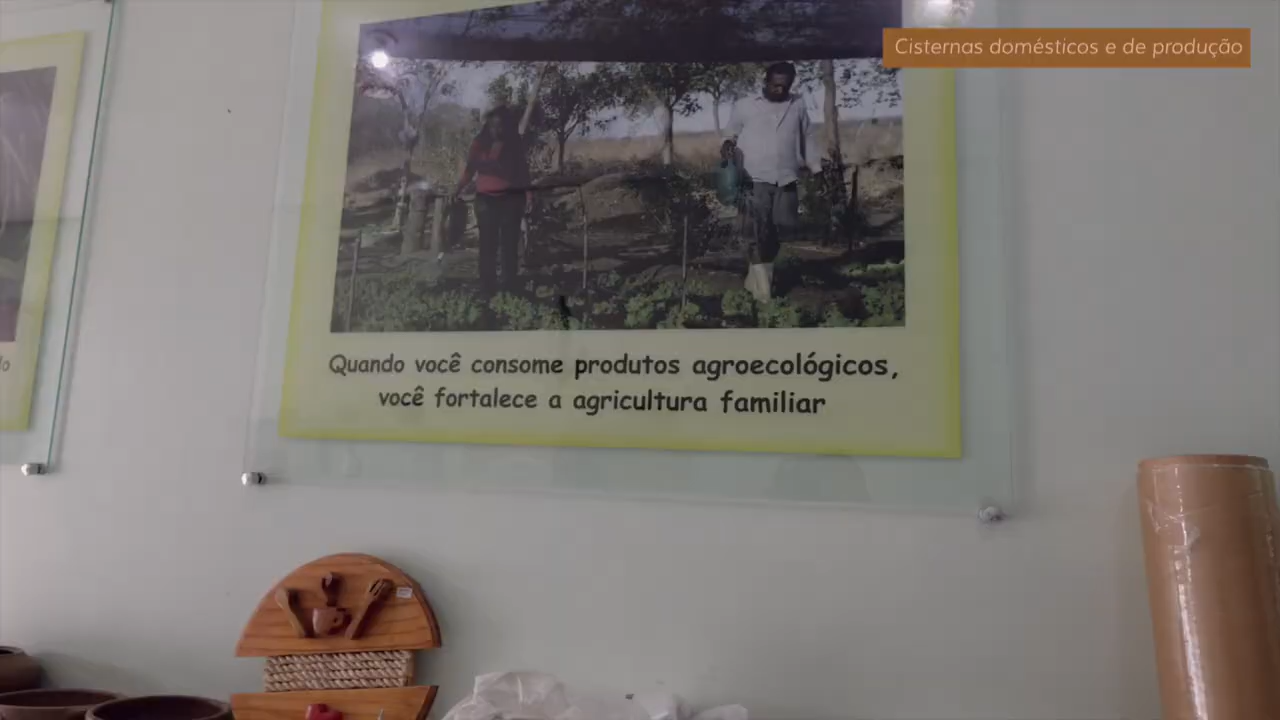 Cisternas domésticos e de produção
Quando você consome produtos agroecológicos,
você fortalece a agricultura familiar